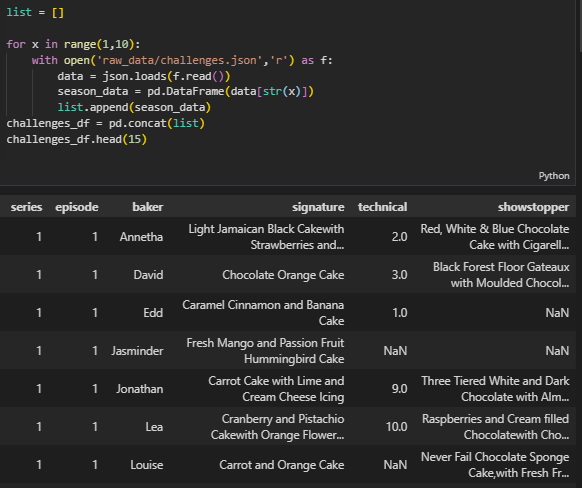 list = []
for x in range(1,10):
with open('raw_data/challenges.json','r') as f:
data = json.loads(f.read())
season_data = pd.DataFrame(data[str(x)])
list.append(season_data)
challenges_df = pd.concat(list)
challenges_df.head(15)
Python
series episode baker signature technical showstopper
1 1 Annetha Light Jamaican Black Cakewith Strawberries and... 2.0 Red, White & Blue Chocolate Cake with Cigarell...
1 1 David Chocolate Orange Cake 3.0 Black Forest Floor Gateaux with Moulded Chocol...
1 1 Edd Caramel Cinnamon and Banana Cake 1.0 NaN
1 1 Jasminder Fresh Mango and Passion Fruit Hummingbird Cake NaN NaN
1 1 Jonathan Carrot Cake with Lime and Cream Cheese Icing 9.0 Three Tiered White and Dark Chocolate with Alm...
1 1 Lea Cranberry and Pistachio Cakewith Orange Flower... 10.0 Raspberries and Cream filled Chocolatewith Cho...
1 1 Louise Carrot and Orange Cake NaN Never Fail Chocolate Sponge Cake,with Fresh Fr...